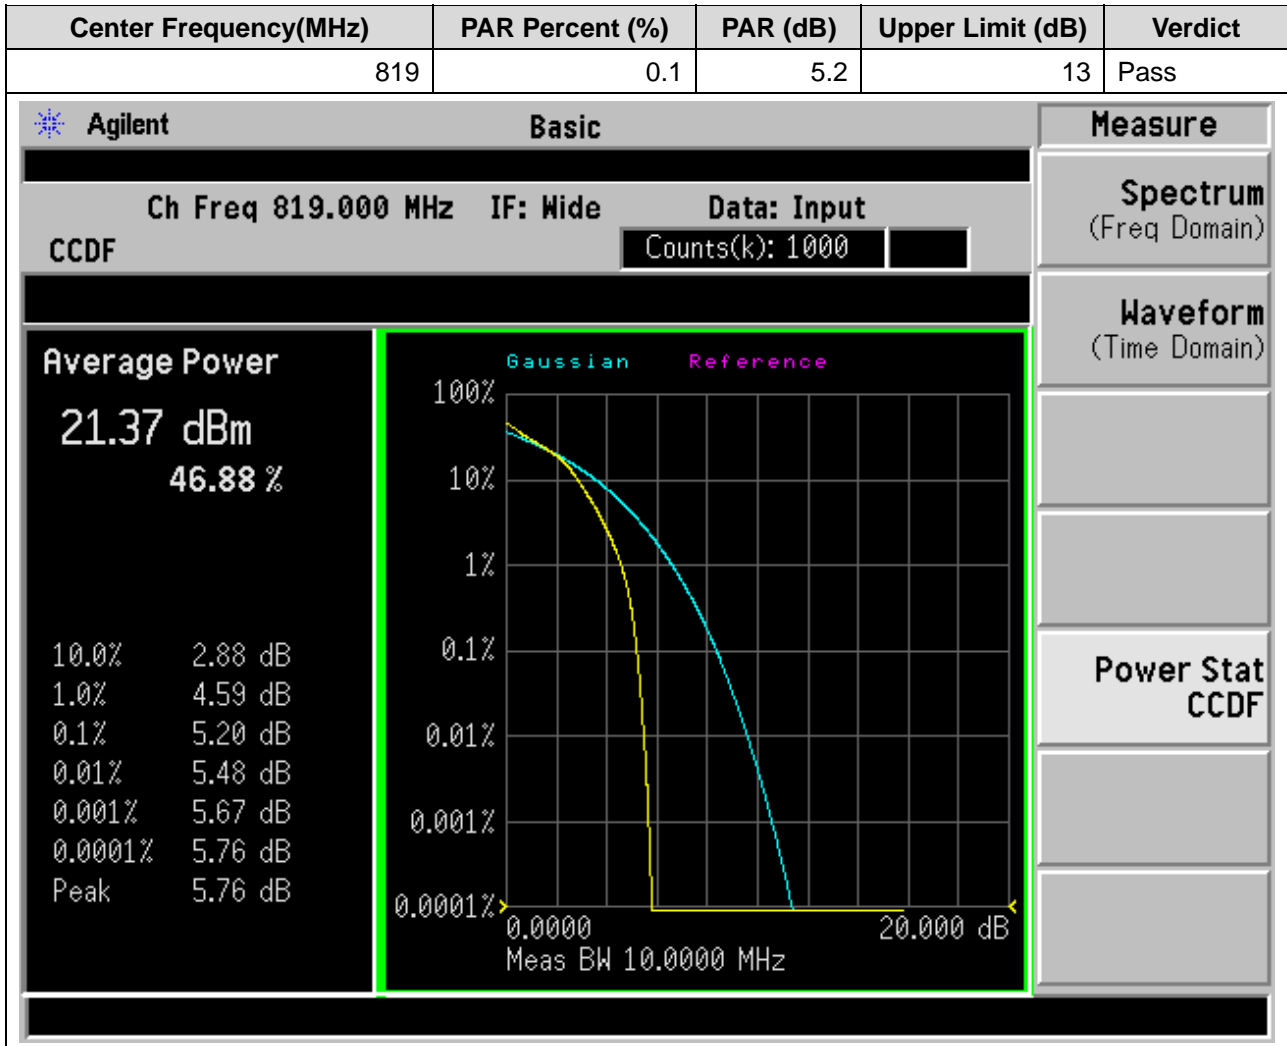 Center Frequency(MHz) PAR Percent (%) PAR (dB) Upper Limit (dB) Verdict
819 0.1 5.2 13 Pass
Agilent Basic Measure
Ch Freq 819.000 MHz IF: Wide Data: Input
CCDF Counts(k): 1000
Spectrum
(Freq Domain)
Waveform
(Time Domain)
Power Stat
CCDF
Average Power
21.37 dBm
46.88 %
10.0% 2.88 dB
1.0% 4.59 dB
0.1% 5.20 dB
0.01% 5.48 dB
0.001% 5.67 dB
0.0001% 5.76 dB
Peak 5.76 dB
Gaussian Reference
100%
10%
1%
0.1%
0.01%
0.001%
0.0001%
0.0000 20.000 dB
Meas BW 10.0000 MHz